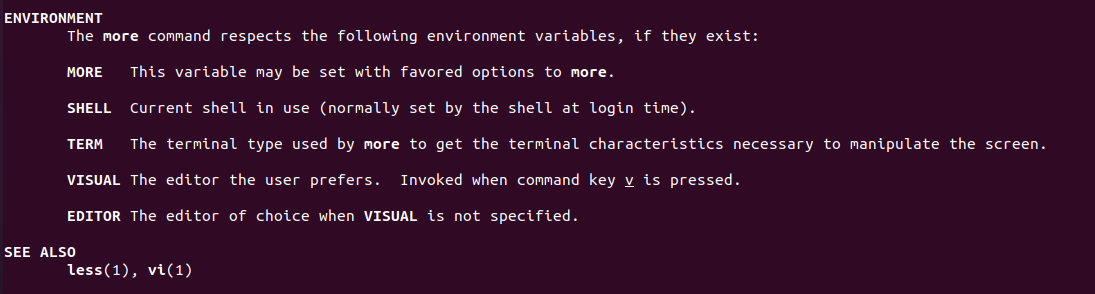 ENVIRONMENT
The more command respects the following environment variables, if they exist:
MORE This variable may be set with favored options to more.
SHELL Current shell in use (normally set by the shell at login time).
TERM The terminal type used by more to get the terminal characteristics necessary to manipulate the screen.
VISUAL The editor the user prefers. Invoked when command key v is pressed.
EDITOR The editor of choice when VISUAL is not specified.
SEE ALSO
less(1), vi(1)